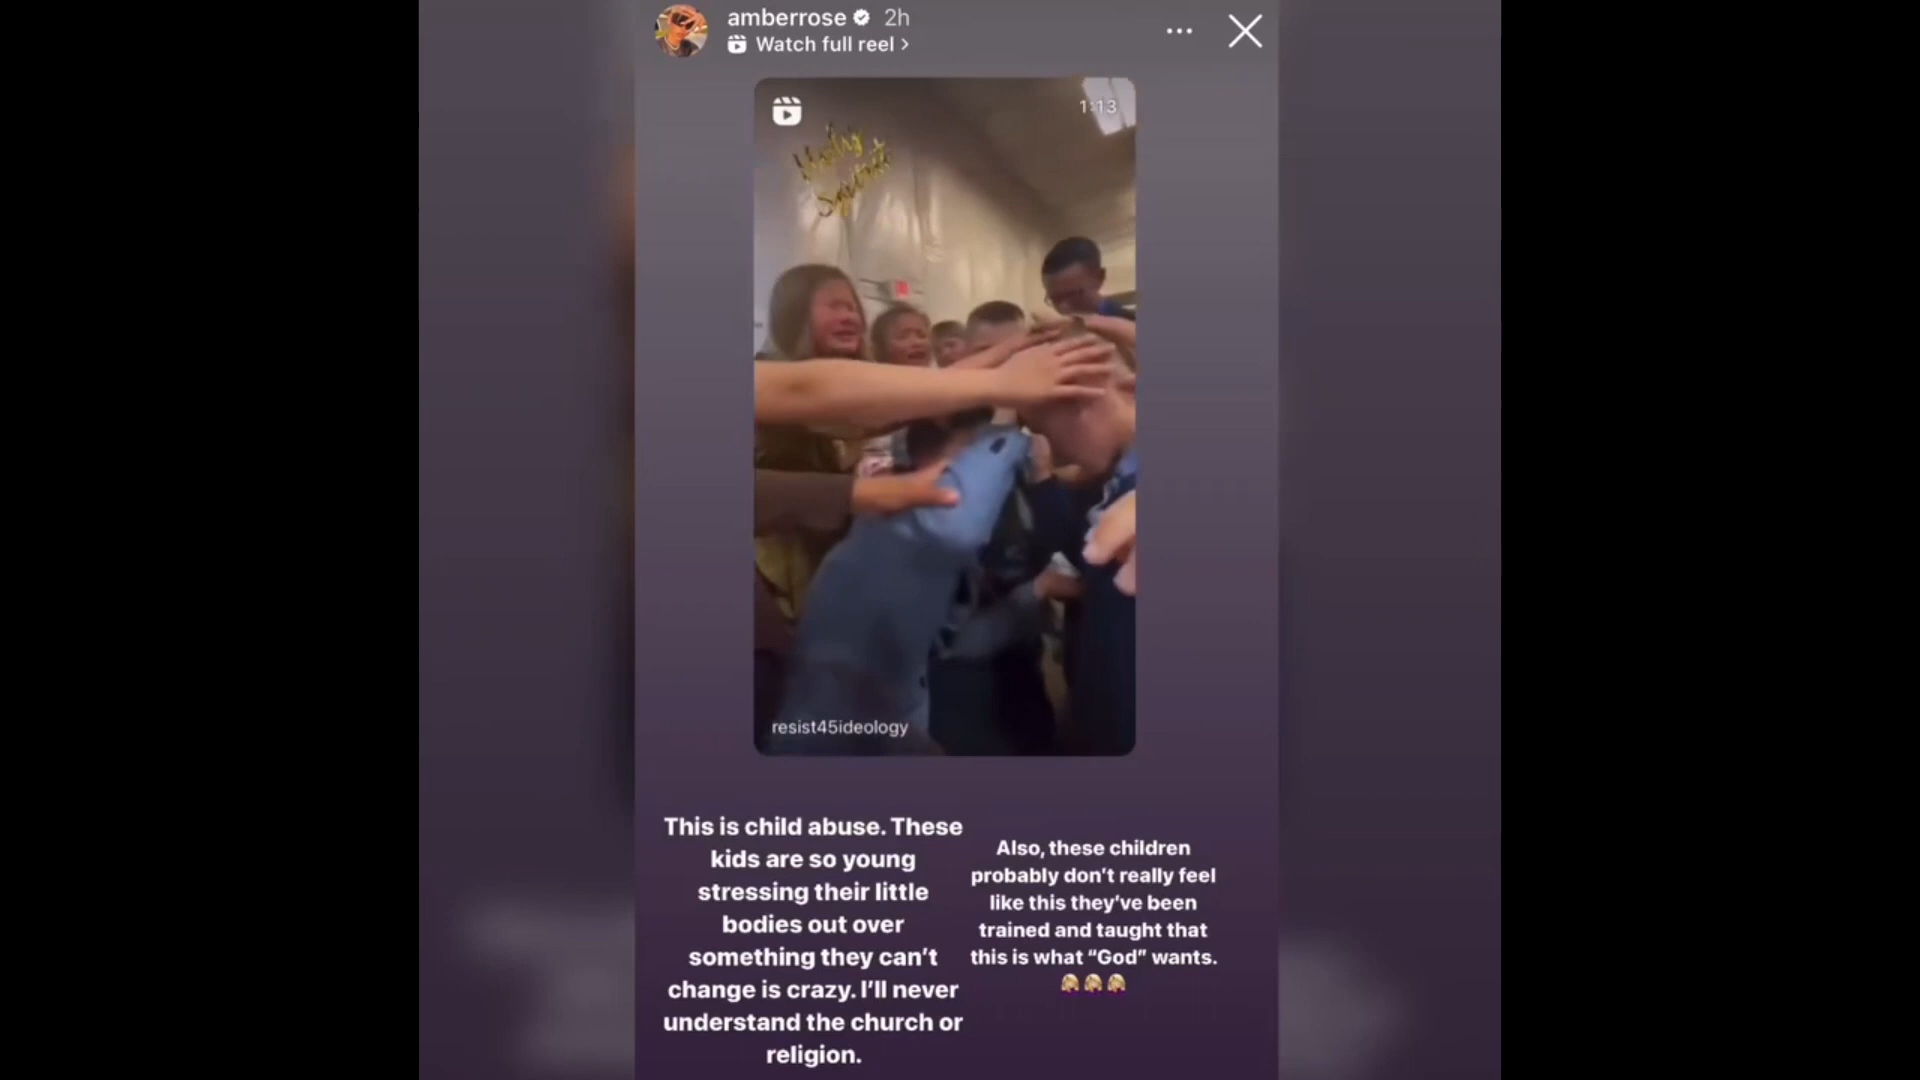 amberrose 2h
Watch full reel >
1:13
Holy
Spirit
resist45ideology
This is child abuse. These
kids are so young
stressing their little
bodies out over
something they can't
change is crazy. I'll never
understand the church or
religion.
Also, these children
probably don't really feel
like this they've been
trained and taught that
this is what “God” wants.